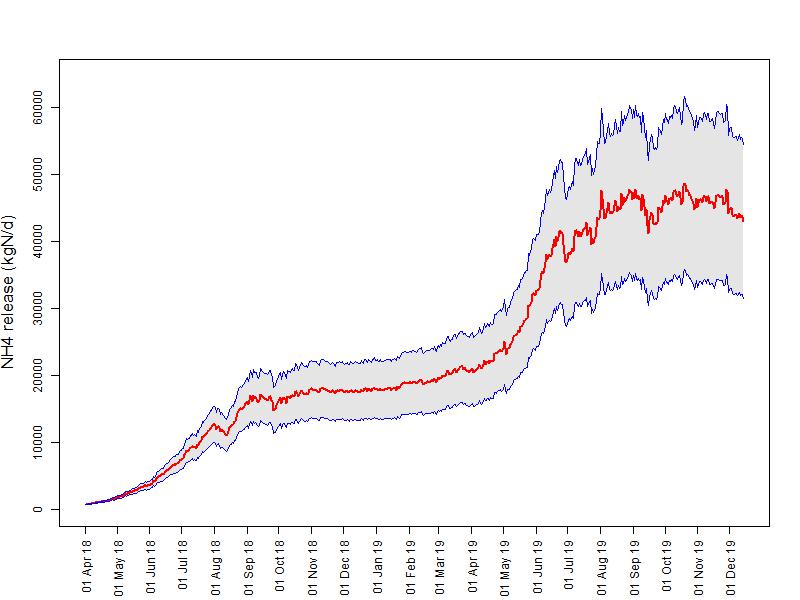 NH4 release (kgN/d)
60000
50000
40000
30000
20000
10000
0
01 Apr 18
01 May 18
01 Jun 18
01 Jul 18
01 Aug 18
01 Sep 18
01 Oct 18
01 Nov 18
01 Dec 18
01 Jan 19
01 Feb 19
01 Mar 19
01 Apr 19
01 May 19
01 Jun 19
01 Jul 19
01 Aug 19
01 Sep 19
01 Oct 19
01 Nov 19
01 Dec 19